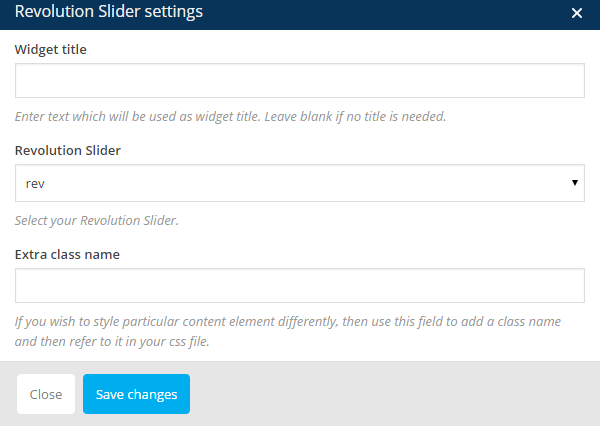 Revolution Slider settings
Widget title
Enter text which will be used as widget title. Leave blank if no title is needed.
Revolution Slider
rev
Select your Revolution Slider.
Extra class name
If you wish to style particular content element differently, then use this field to add a class name
and then refer to it in your css file.
Close
Save changes